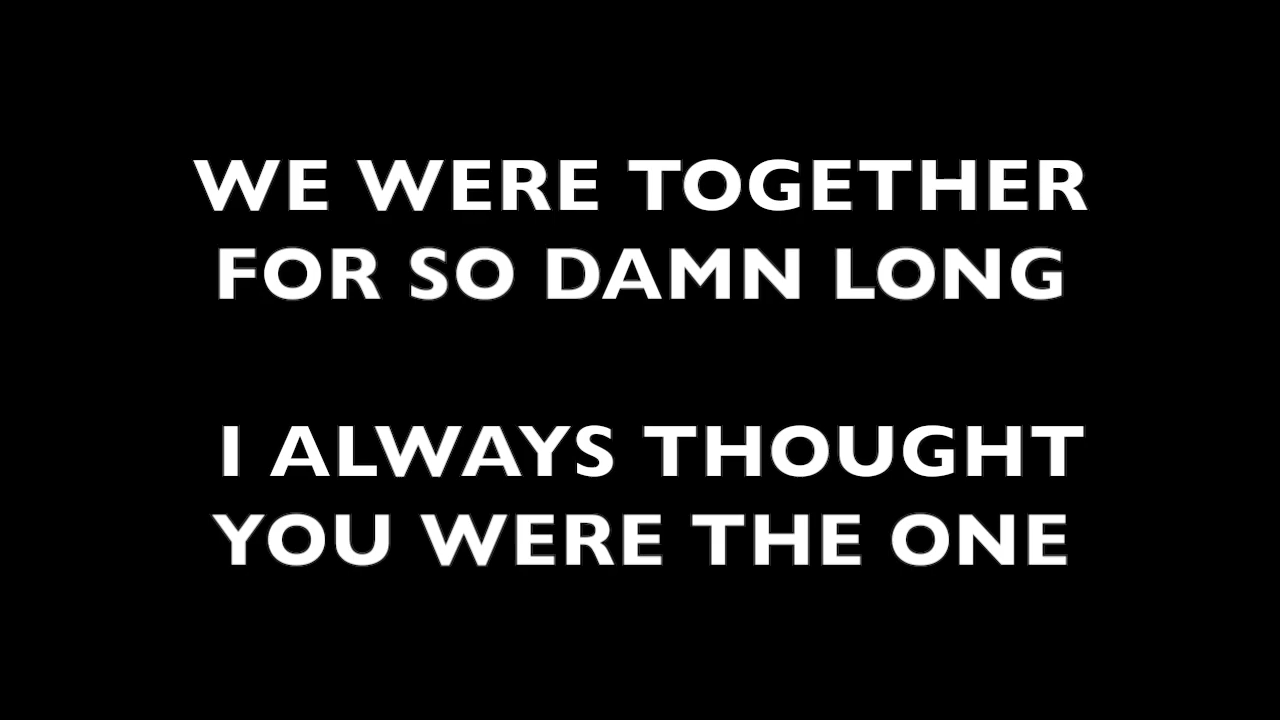 WE WERE TOGETHER
FOR SO DAMN LONG
I ALWAYS THOUGHT
YOU WERE THE ONE